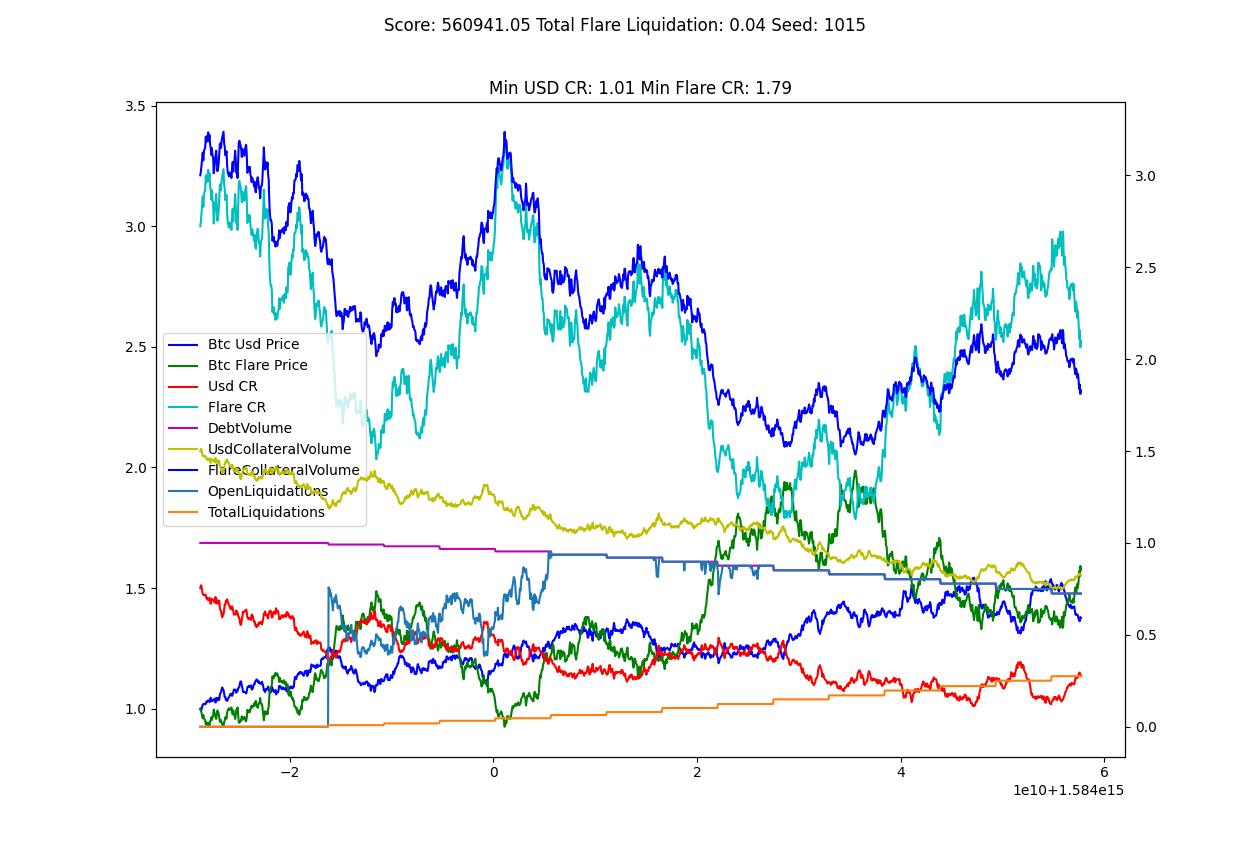 Score: 560941.05 Total Flare Liquidation: 0.04 Seed: 1015
Min USD CR: 1.01 Min Flare CR: 1.79
3.5
3.0
2.5
2.0
1.5
1.0
3.0
2.5
2.0
1.5
1.0
0.5
0.0
Btc Usd Price
Btc Flare Price
Usd CR
Flare CR
DebtVolume
UsdCollateralVolume
FlareCollateralVolume
OpenLiquidations
TotalLiquidations
−2 0 2 4 6
1e10+1.584e15